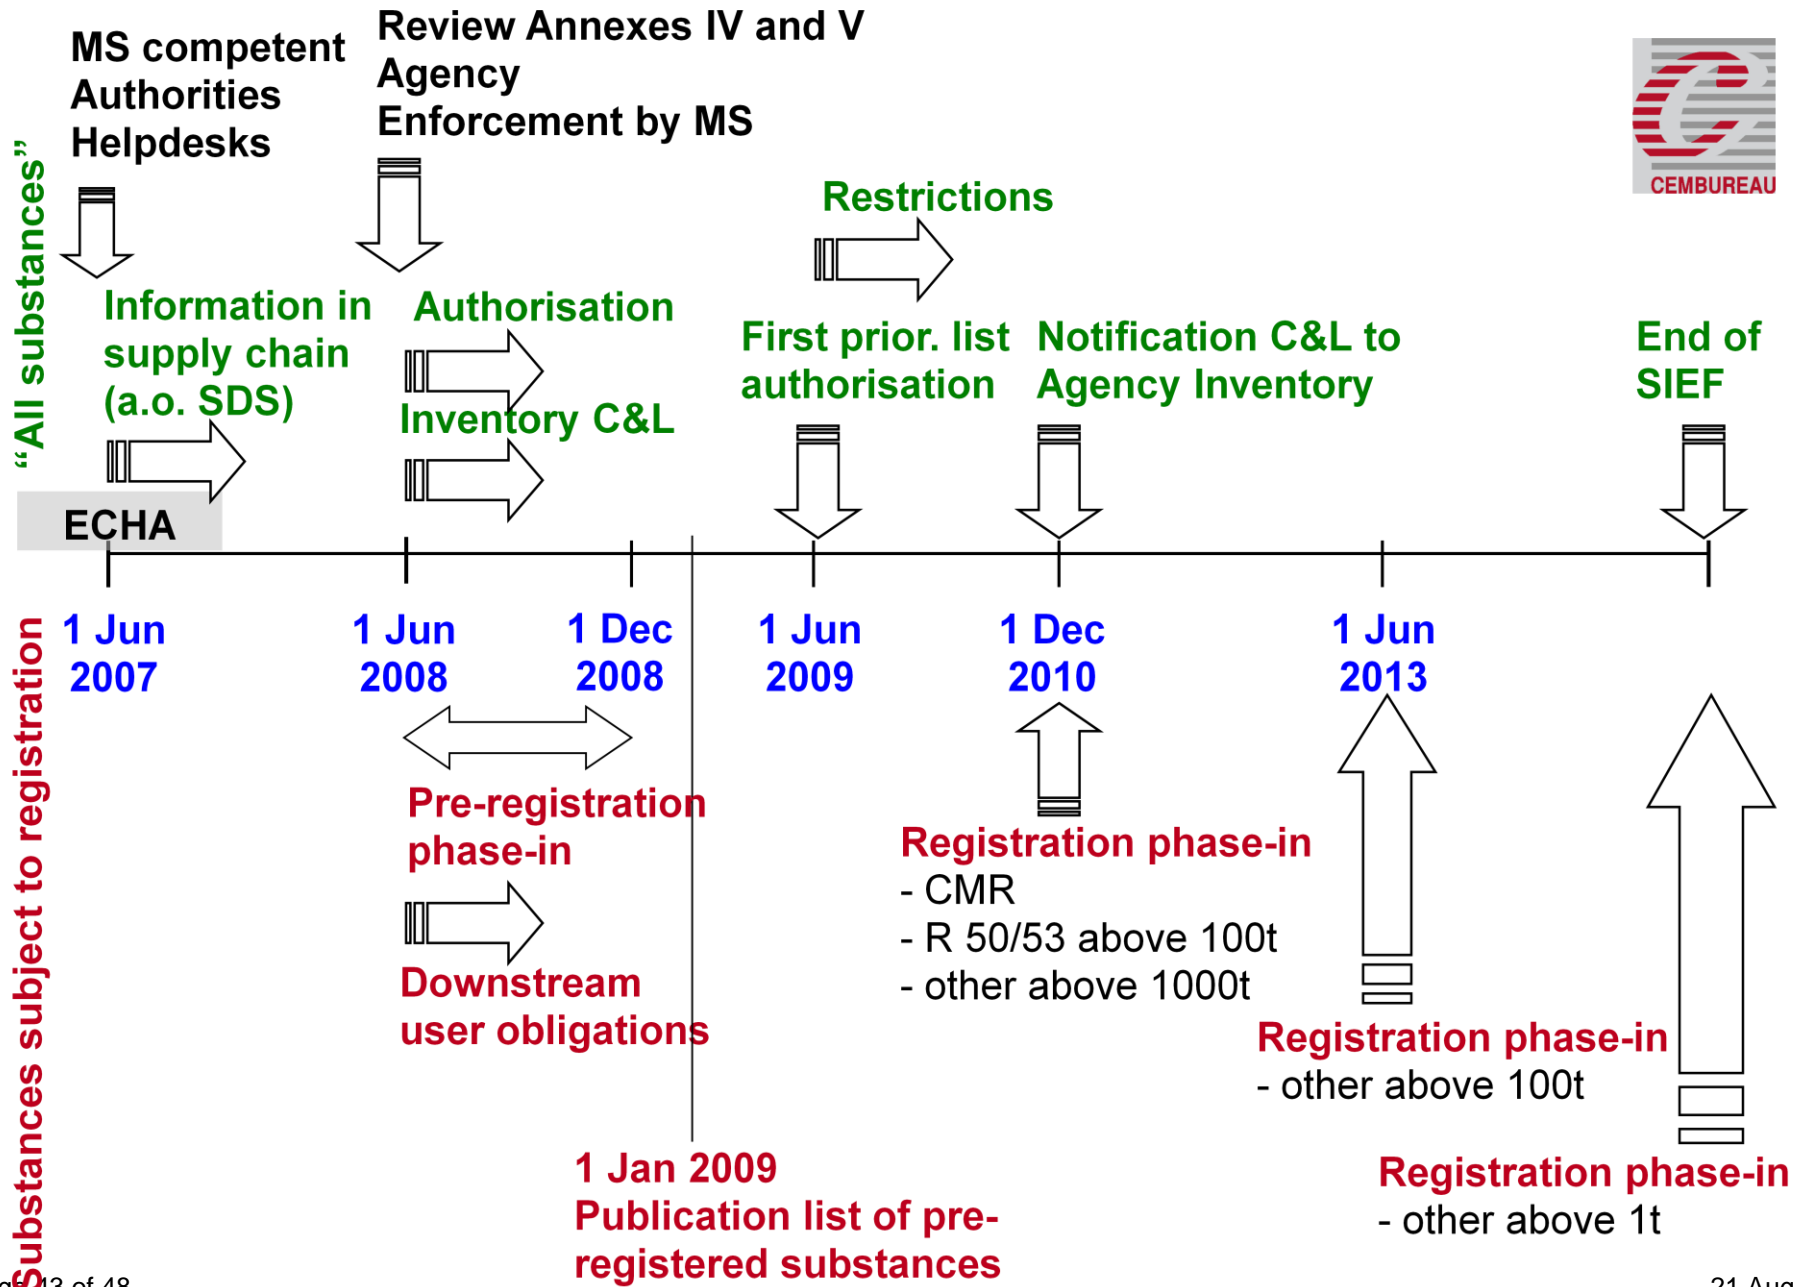 MS competent
Authorities
Helpdesks
Review Annexes IV and V
Agency
Enforcement by MS
CEMBUREAU
“All substances”
Restrictions
Information in
supply chain
(a.o. SDS)
Authorisation
Inventory C&L
First prior. list
authorisation
Notification C&L to
Agency Inventory
End of
SIEF
ECHA
1 Jun
2007
1 Jun
2008
1 Dec
2008
1 Jun
2009
1 Dec
2010
1 Jun
2013
Substances subject to registration
Pre-registration
phase-in
Downstream
user obligations
Registration phase-in
- CMR
- R 50/53 above 100t
- other above 1000t
Registration phase-in
- other above 100t
Registration phase-in
- other above 1t
1 Jan 2009
Publication list of pre-
registered substances
43 of 48
21 Aug